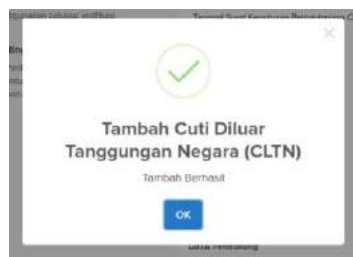 Tambah Cuti Diluar
Tanggungan Negara (CLTN)
Tambah Berhasil
OK